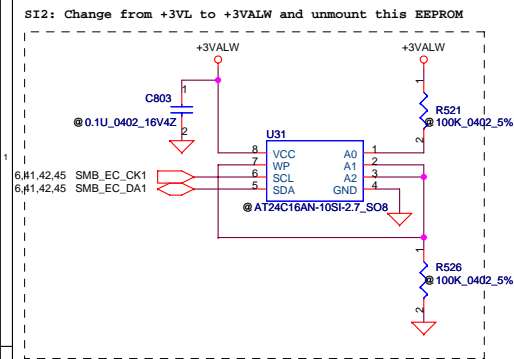 SI2: Change from +3VL to +3VALW and unmount this EEPROM
+3VALW
+3VALW
C803
1
@0.1U_0402_16V4Z
2
1
R521
@100K_0402_5%
2
U31
8 VCC A0 1
7 WP A1 2
6 SCL A2 3
5 SDA GND 4
@AT24C16AN-10SI-2.7_SO8
6,41,42,45 SMB_EC_CK1
6,41,42,45 SMB_EC_DA1
1
1
R526
@100K_0402_5%
2